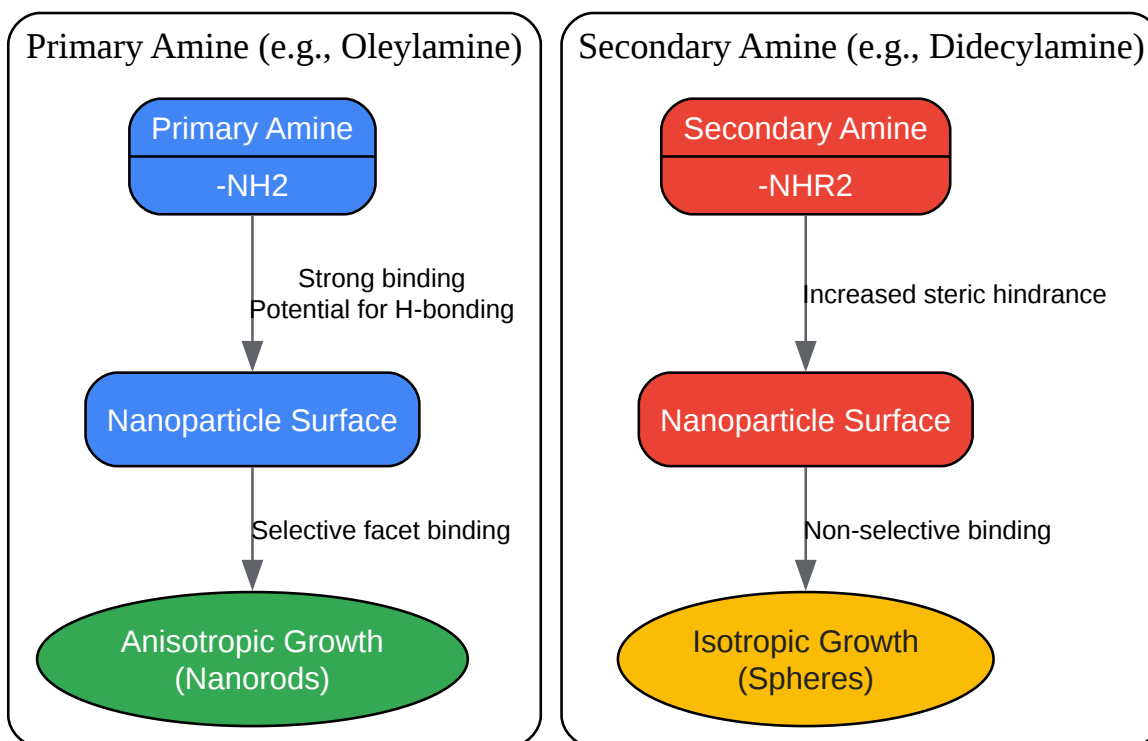 Primary Amine (e.g., Oleylamine)
Primary Amine
-NH2
Strong binding
Potential for H-bonding
Nanoparticle Surface
Selective facet binding
Anisotropic Growth
(Nanorods)
Secondary Amine (e.g., Didecylamine)
Secondary Amine
-NHR2
Increased steric hindrance
Nanoparticle Surface
Non-selective binding
Isotropic Growth
(Spheres)